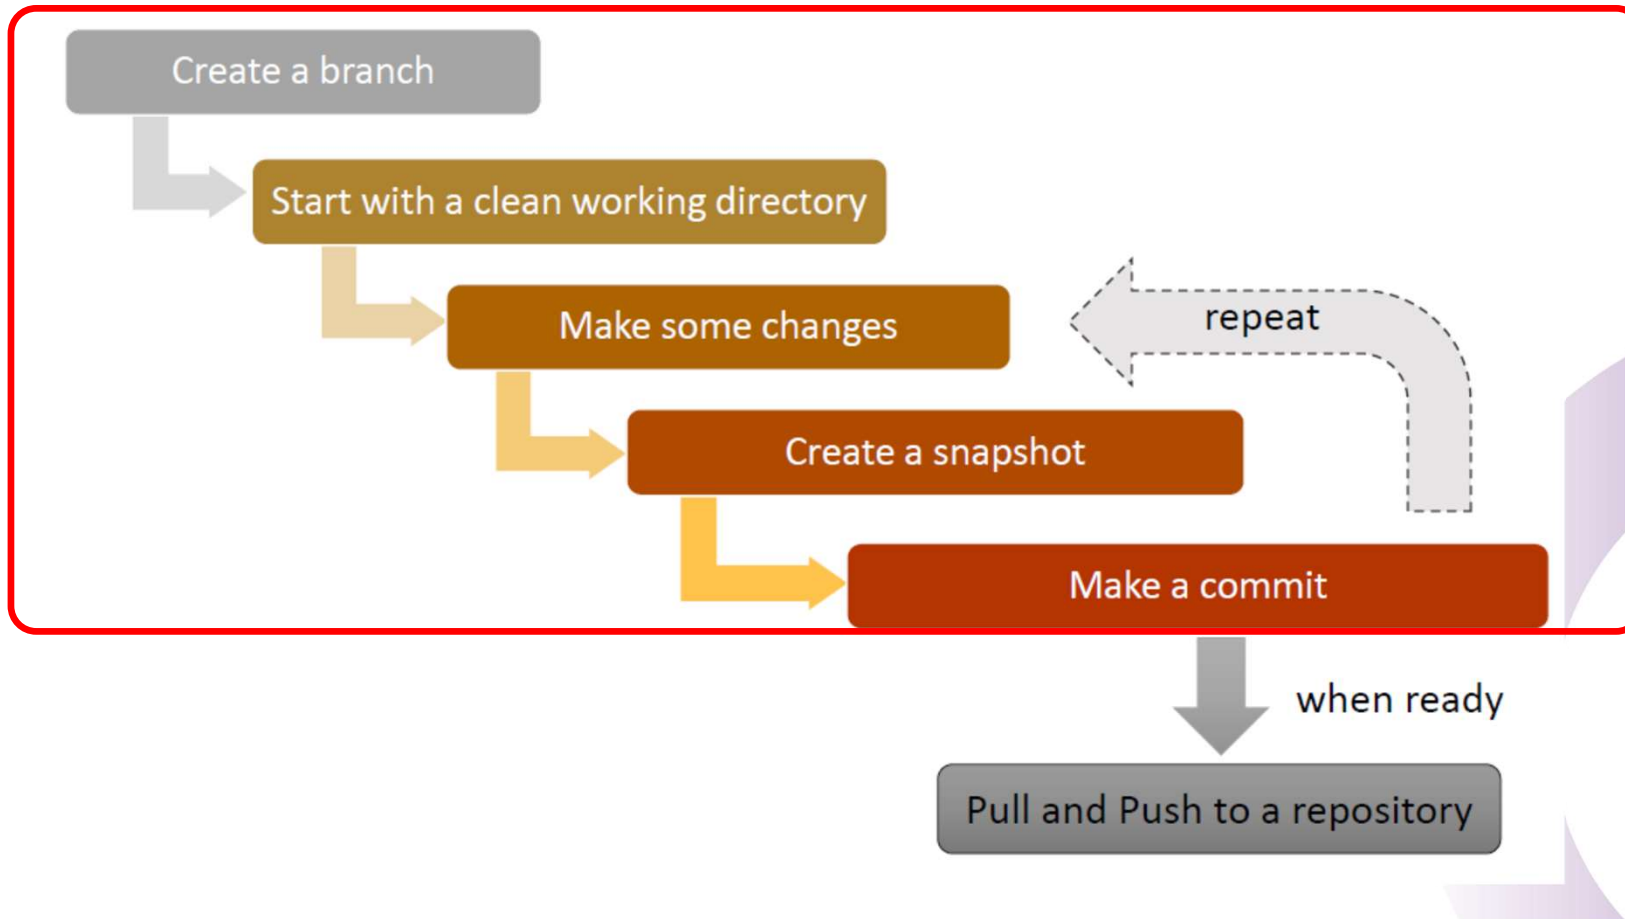 Create a branch
Start with a clean working directory
Make some changes
repeat
Create a snapshot
Make a commit
when ready
Pull and Push to a repository